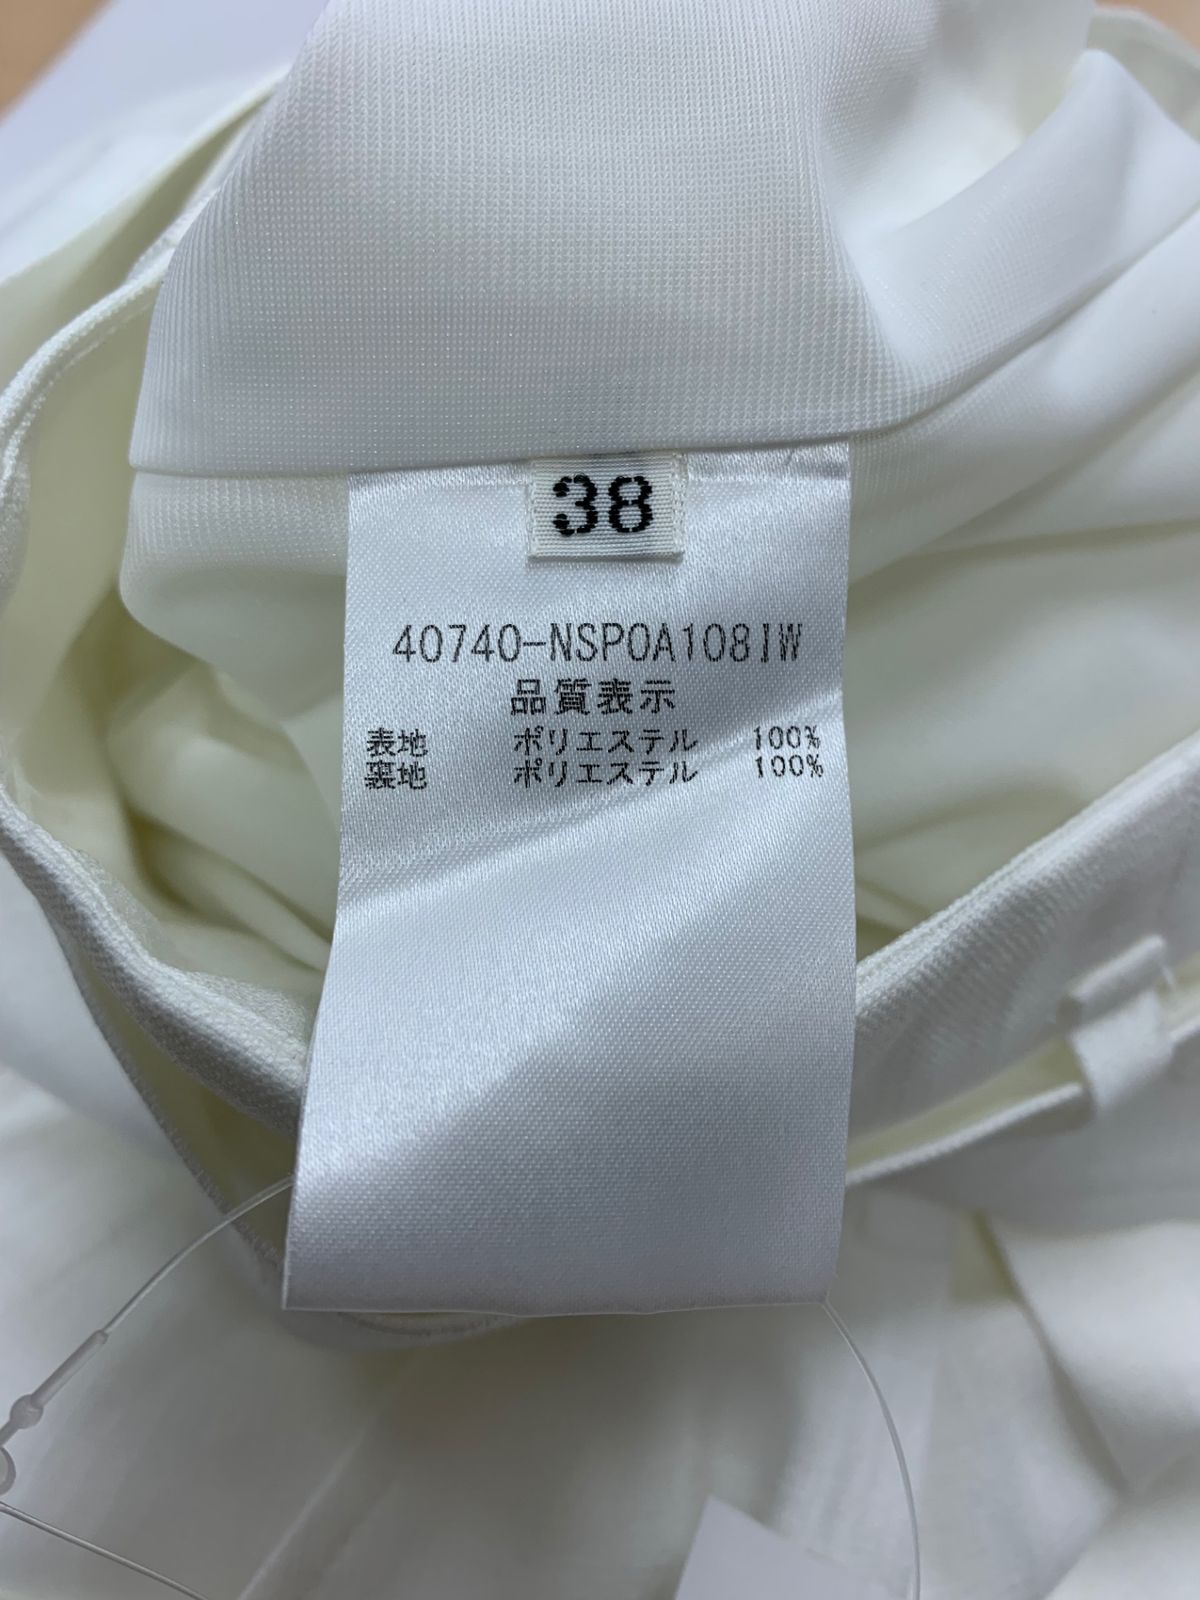 38
40740-NSPOA108IW
品質表示
表地 ポリエステル 100%
裏地 ポリエステル 100%